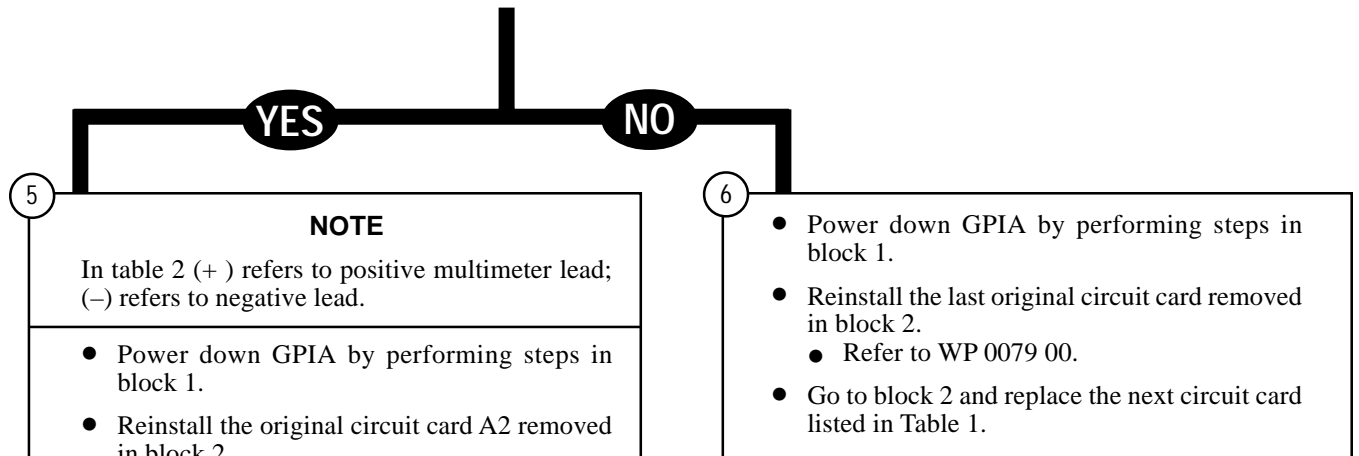 YES
NO
5
NOTE
In table 2 (+ ) refers to positive multimeter lead;
(–) refers to negative lead.
● Power down GPIA by performing steps in
block 1.
● Reinstall the original circuit card A2 removed
in block 2.
6
● Power down GPIA by performing steps in
block 1.
● Reinstall the last original circuit card removed
in block 2.
● Refer to WP 0079 00.
● Go to block 2 and replace the next circuit card
listed in Table 1.